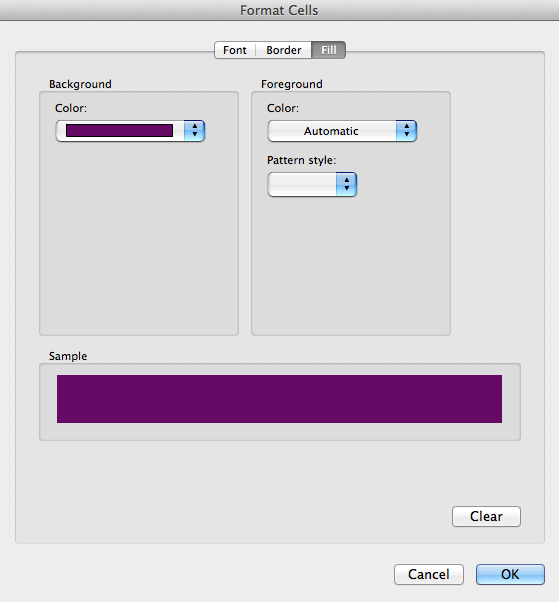 Format Cells
Font Border Fill
Background
Color:
Foreground
Color:
Automatic
Pattern style:
Sample
Clear
Cancel OK